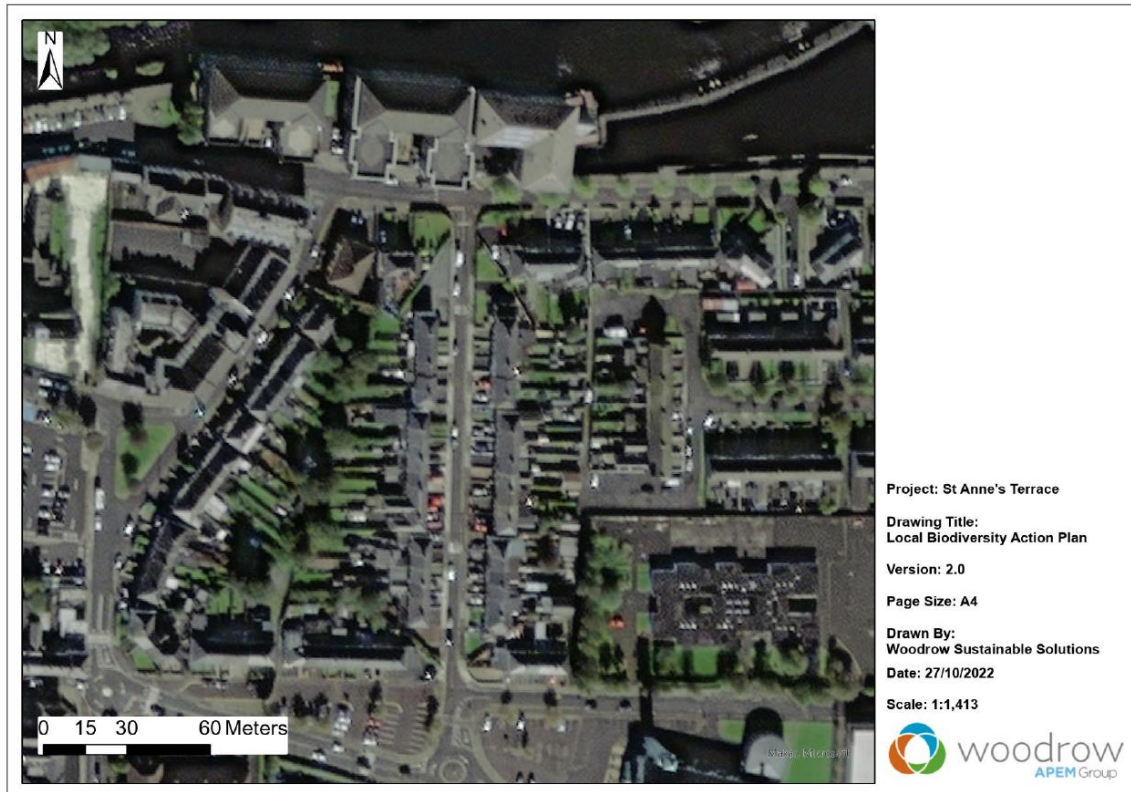 N
0 15 30 60 Meters
Project: St Anne's Terrace
Drawing Title:
Local Biodiversity Action Plan
Version: 2.0
Page Size: A4
Drawn By:
Woodrow Sustainable Solutions
Date: 27/10/2022
Scale: 1:1,413
woodrow
APEM Group